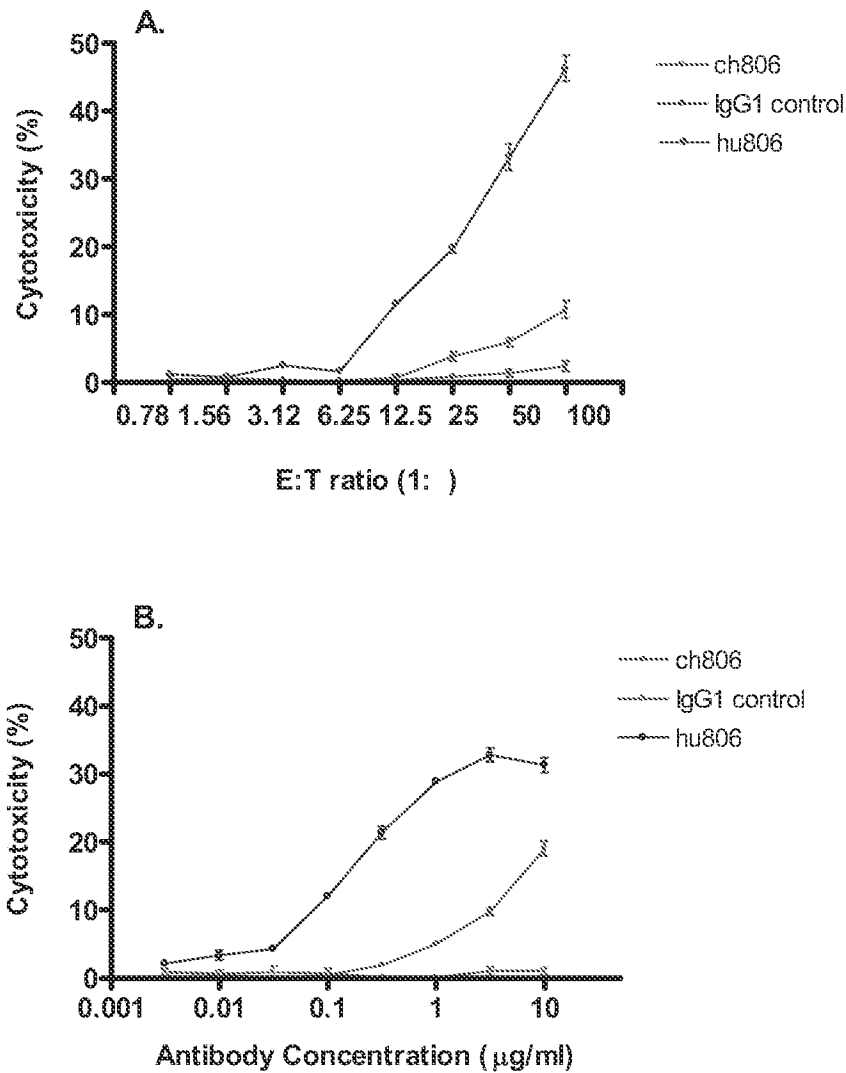 A.
50
40
30
20
10
0
Cytotoxicity (%)
ch806
IgG1 control
hu806
0.78 1.56 3.12 6.25 12.5 25 50 100
E:T ratio (1: )
B.
50
40
30
20
10
0
Cytotoxicity (%)
ch806
IgG1 control
hu806
0.001 0.01 0.1 1 10
Antibody Concentration (μg/ml)